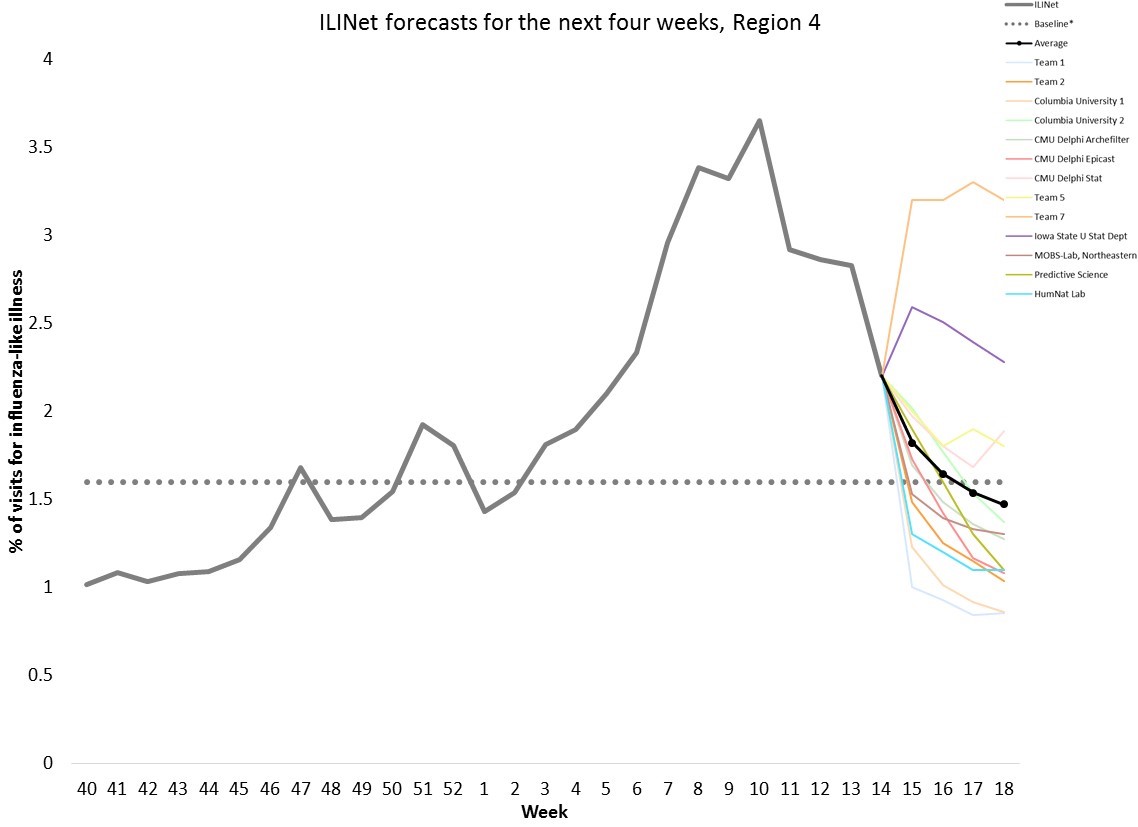 ILINet forecasts for the next four weeks, Region 4
ILINet
Baseline*
Average
Team 1
Team 2
Columbia University 1
Columbia University 2
CMU Delphi Archefilter
CMU Delphi Epicast
CMU Delphi Stat
Team 5
Team 7
Iowa State U Stat Dept
MOBS-Lab, Northeastern
Predictive Science
HumNat Lab
% of visits for influenza-like illness
4
3.5
3
2.5
2
1.5
1
0.5
0
40 41 42 43 44 45 46 47 48 49 50 51 52 1 2 3 4 5 6 7 8 9 10 11 12 13 14 15 16 17 18
Week